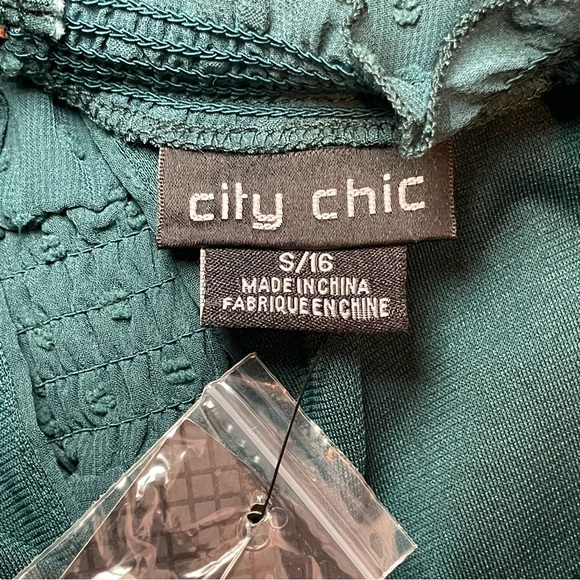 city chic
S/16
MADE IN CHINA
FABRIQUE EN CHINE